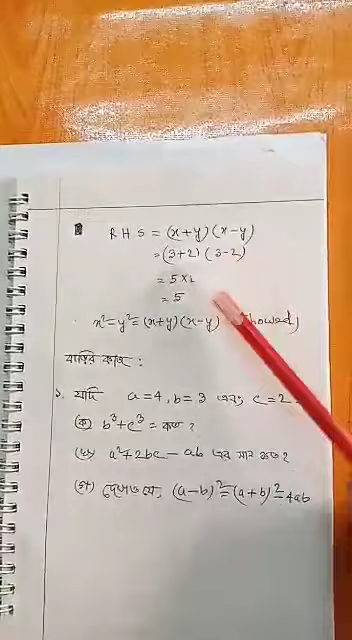 R.H.S = (x+y) (x-y)
= (3+2) (3-2)
= 5 × 1
= 5
x² = y² = (x+y) (x-y) (Showed)
বাড়ির কাজ :
১. যদি a = 4, b = 3 এবং c = 2
(ক) b³ + c³ = কত ?
(খ) a² + 2bc - ab এর মান কত ?
(গ) দেখাও যে, (a-b)² = (a+b)² - 4ab